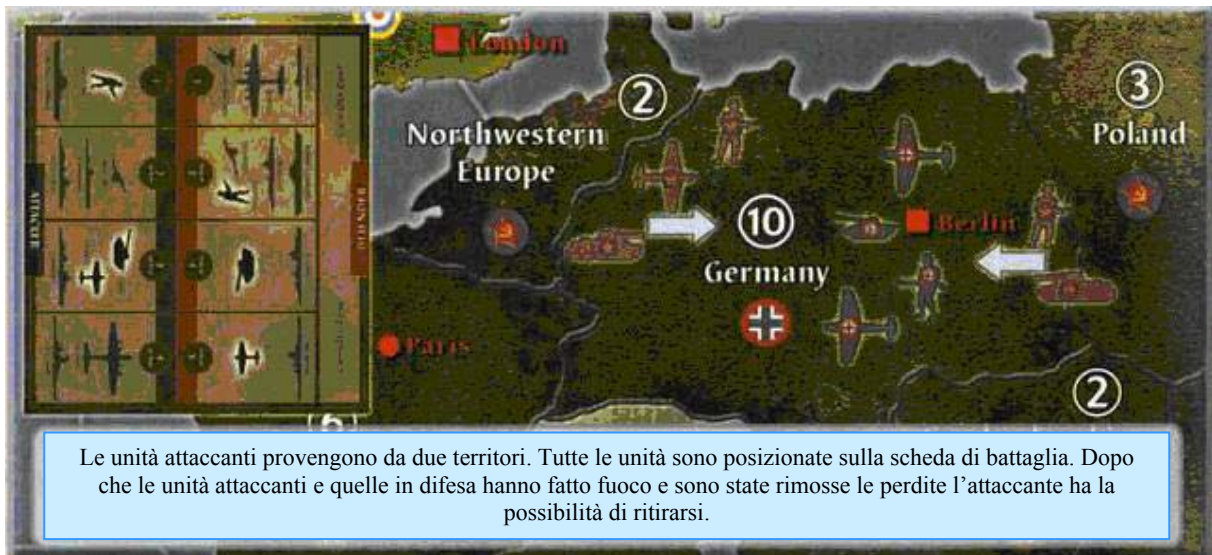 London
2
3
Northwestern
Europe
Poland
10
Berlin
Germany
Paris
2
6
Le unità attaccanti provengono da due territori. Tutte le unità sono posizionate sulla scheda di battaglia. Dopo
che le unità attaccanti e quelle in difesa hanno fatto fuoco e sono state rimosse le perdite l’attaccante ha la
possibilità di ritirarsi.